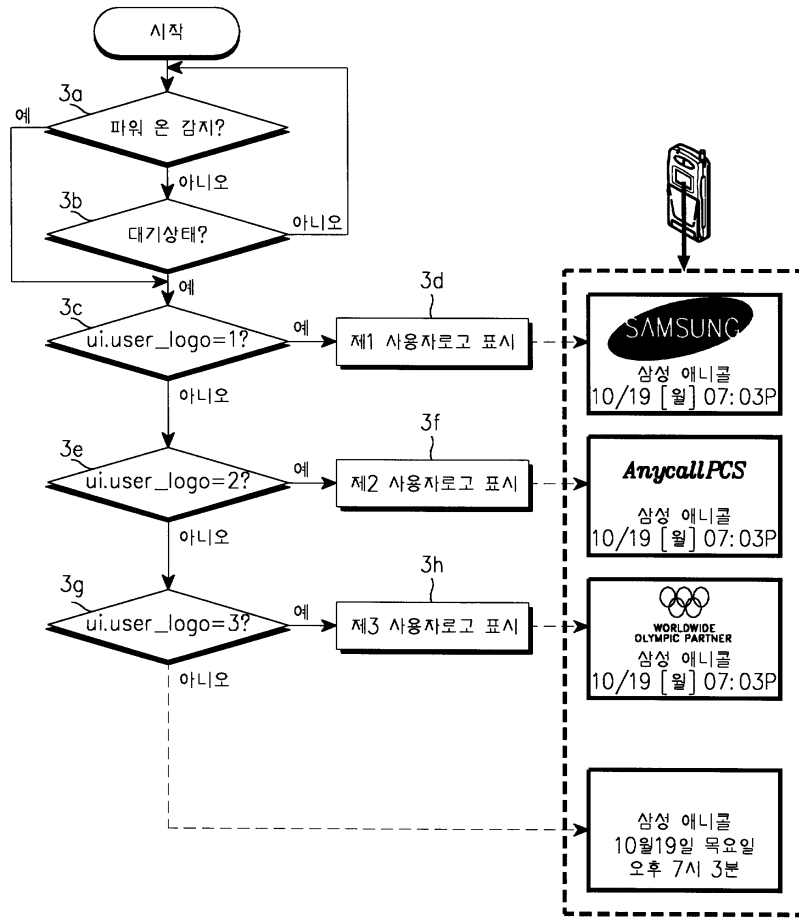 시작
3a
예
파워 온 감지?
아니오
3b
대기상태?
아니오
예
3c
ui.user_logo=1?
예
3d
제1 사용자로고 표시
SAMSUNG
삼성 애니콜
10/19 [월] 07:03P
아니오
3e
ui.user_logo=2?
예
3f
제2 사용자로고 표시
AnycallPCS
삼성 애니콜
10/19 [월] 07:03P
아니오
3g
ui.user_logo=3?
예
3h
제3 사용자로고 표시
WORLDWIDE
OLYMPIC PARTNER
삼성 애니콜
10/19 [월] 07:03P
아니오
삼성 애니콜
10월19일 목요일
오후 7시 3분